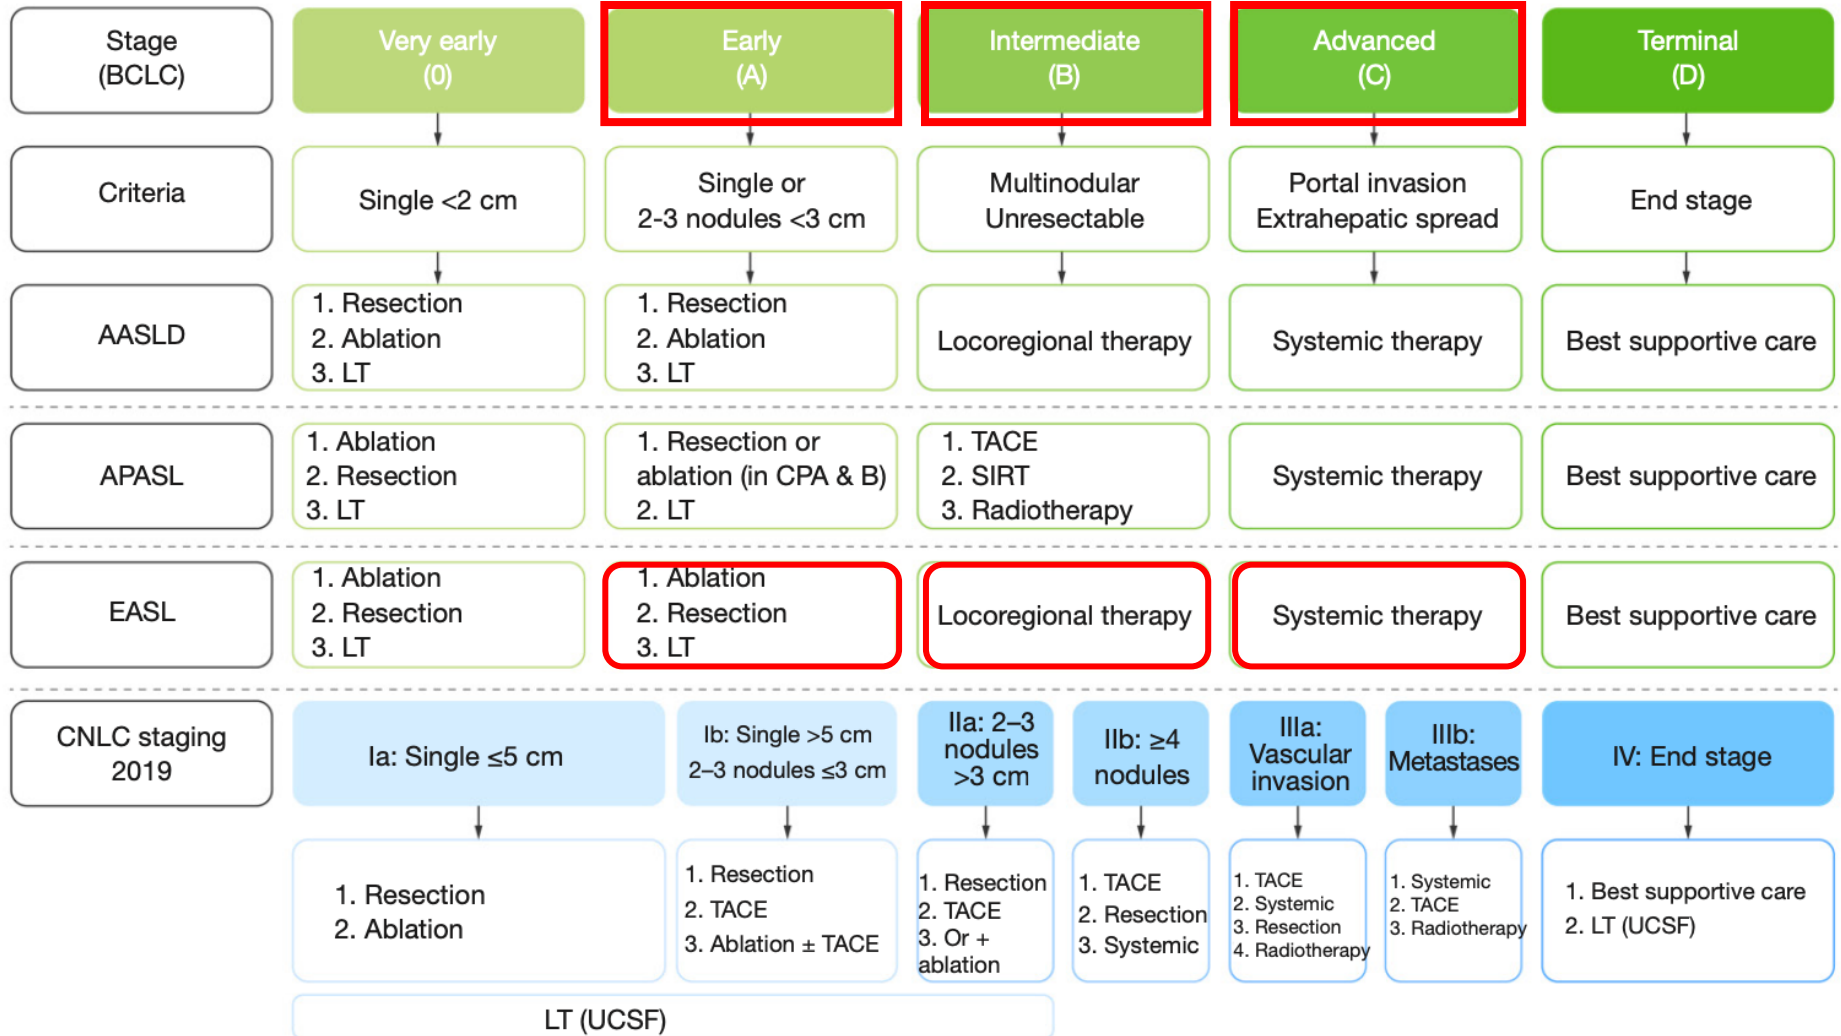 Stage
(BCLC)
Very early
(0)
Early
(A)
Intermediate
(B)
Advanced
(C)
Terminal
(D)
Criteria
Single <2 cm
Single or
2-3 nodules <3 cm
Multinodular
Unresectable
Portal invasion
Extrahepatic spread
End stage
AASLD
1. Resection
2. Ablation
3. LT
1. Resection
2. Ablation
3. LT
Locoregional therapy
Systemic therapy
Best supportive care
APASL
1. Ablation
2. Resection
3. LT
1. Resection or
ablation (in CPA & B)
2. LT
1. TACE
2. SIRT
3. Radiotherapy
Systemic therapy
Best supportive care
EASL
1. Ablation
2. Resection
3. LT
1. Ablation
2. Resection
3. LT
Locoregional therapy
Systemic therapy
Best supportive care
CNLC staging
2019
Ia: Single ≤5 cm
Ib: Single >5 cm
2–3 nodules ≤3 cm
IIa: 2–3
nodules
>3 cm
IIb: ≥4
nodules
IIIa:
Vascular
invasion
IIIb:
Metastases
IV: End stage
1. Resection
2. Ablation
1. Resection
2. TACE
3. Ablation ± TACE
1. Resection
2. TACE
3. Or +
ablation
1. TACE
2. Resection
3. Systemic
1. TACE
2. Systemic
3. Resection
4. Radiotherapy
1. Systemic
2. TACE
3. Radiotherapy
1. Best supportive care
2. LT (UCSF)
LT (UCSF)